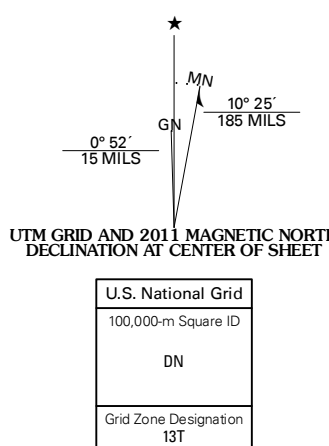 ★
MN
GN
10° 25´
185 MILS
0° 52´
15 MILS
UTM GRID AND 2011 MAGNETIC NORTH
DECLINATION AT CENTER OF SHEET
U.S. National Grid
100,000-m Square ID
DN
Grid Zone Designation
13T